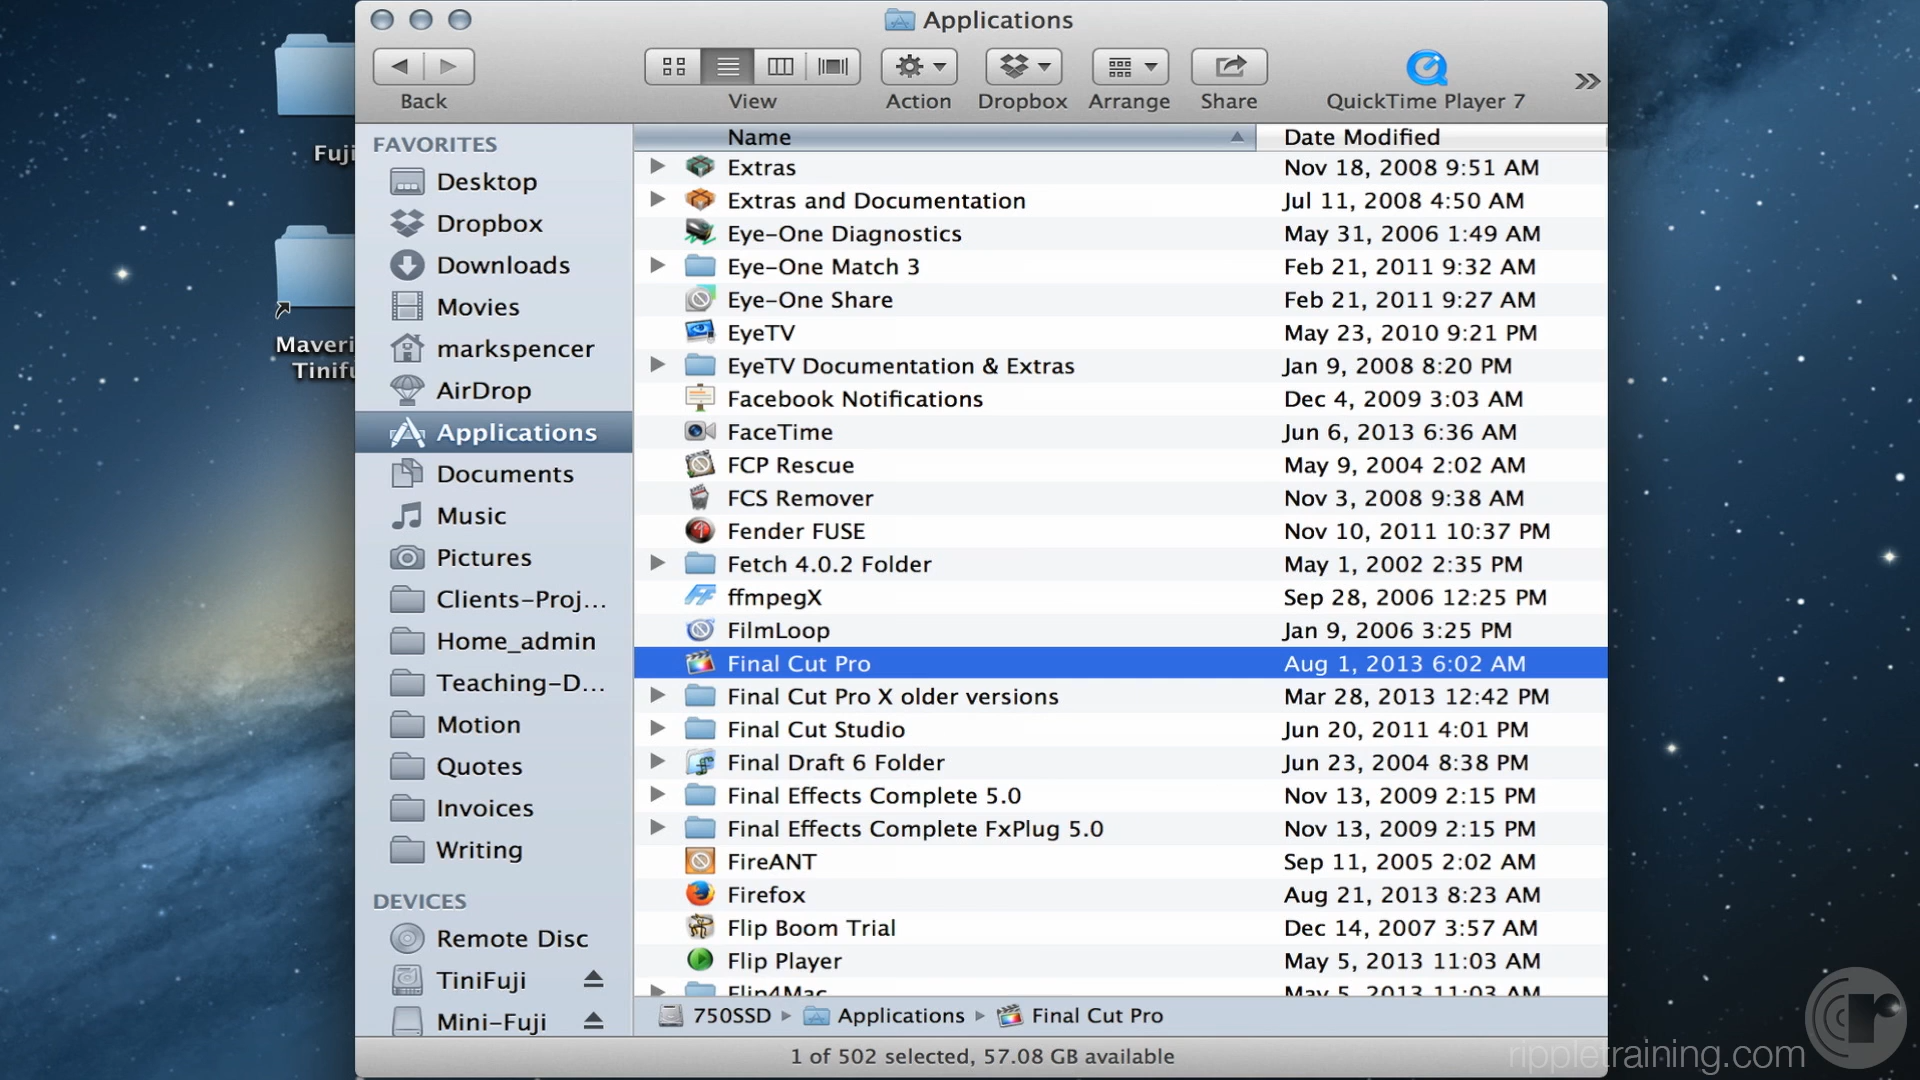 Applications
Back
View
Action
Dropbox
Arrange
Share
QuickTime Player 7
Fuji
Maveri
Tinifu
FAVORITES
Desktop
Dropbox
Downloads
Movies
markspencer
AirDrop
Applications
Documents
Music
Pictures
Clients-Proj...
Home_admin
Teaching-D...
Motion
Quotes
Invoices
Writing
DEVICES
Remote Disc
TiniFuji
Mini-Fuji
Name Date Modified
Extras Nov 18, 2008 9:51 AM
Extras and Documentation Jul 11, 2008 4:50 AM
Eye-One Diagnostics May 31, 2006 1:49 AM
Eye-One Match 3 Feb 21, 2011 9:32 AM
Eye-One Share Feb 21, 2011 9:27 AM
EyeTV May 23, 2010 9:21 PM
EyeTV Documentation & Extras Jan 9, 2008 8:20 PM
Facebook Notifications Dec 4, 2009 3:03 AM
FaceTime Jun 6, 2013 6:36 AM
FCP Rescue May 9, 2004 2:02 AM
FCS Remover Nov 3, 2008 9:38 AM
Fender FUSE Nov 10, 2011 10:37 PM
Fetch 4.0.2 Folder May 1, 2002 2:35 PM
ffmpegX Sep 28, 2006 12:25 PM
FilmLoop Jan 9, 2006 3:25 PM
Final Cut Pro Aug 1, 2013 6:02 AM
Final Cut Pro X older versions Mar 28, 2013 12:42 PM
Final Cut Studio Jun 20, 2011 4:01 PM
Final Draft 6 Folder Jun 23, 2004 8:38 PM
Final Effects Complete 5.0 Nov 13, 2009 2:15 PM
Final Effects Complete FxPlug 5.0 Nov 13, 2009 2:15 PM
FireANT Sep 11, 2005 2:02 AM
Firefox Aug 21, 2013 8:23 AM
Flip Boom Trial Dec 14, 2007 3:57 AM
Flip Player May 5, 2013 11:03 AM
Flip4Mac May 5, 2013 11:03 AM
750SSD Applications Final Cut Pro
1 of 502 selected, 57.08 GB available
rippletraining.com